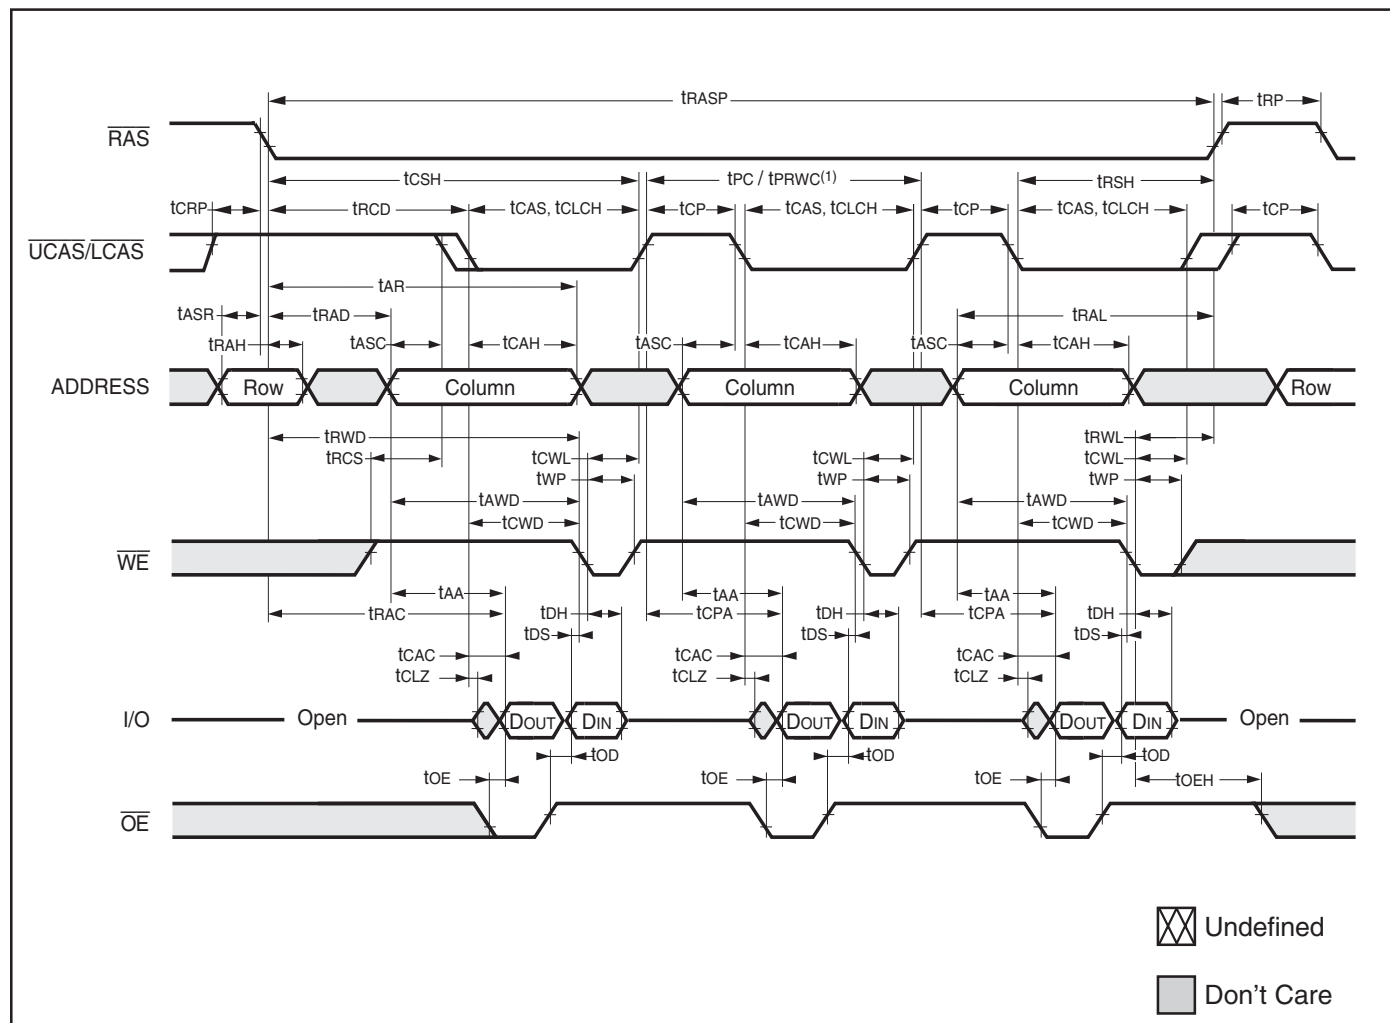 tRASP tRP
RAS
tCSH tPC / tPRWC(1) tRSH
tCRP tRCD tCAS, tCLCH tCP tCAS, tCLCH tCP tCAS, tCLCH tCP
UCAS/LCAS
tAR
tASR tRAD tRAL
tRAH tASC tCAH tASC tCAH tASC tCAH
ADDRESS Row Column Column Column Row
tRWD tRWL
tRCS tCWL tCWL tCWL
tWP tWP tWP
tAWD tAWD tAWD
tCWD tCWD tCWD
WE
tAA tAA tAA
tRAC tDH tCPA tDH tCPA tDH
tDS tDS tDS
tCAC tCAC tCAC
tCLZ tCLZ tCLZ
I/O Open DOUT DIN DOUT DIN DOUT DIN Open
tOD tOD tOD
tOE tOE tOE tOEH
OE
Undefined
Don't Care